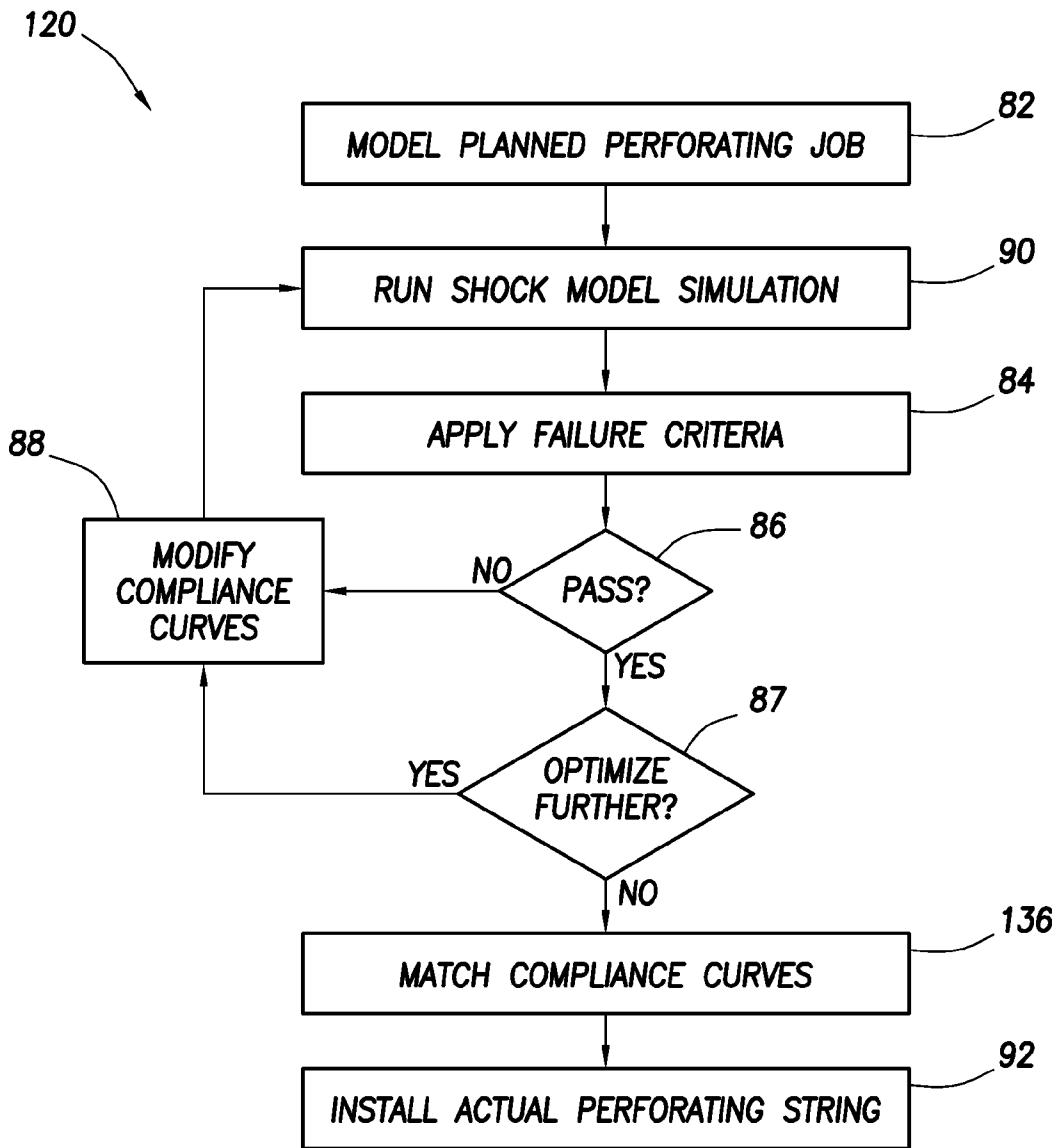 120
82
MODEL PLANNED PERFORATING JOB
90
RUN SHOCK MODEL SIMULATION
84
APPLY FAILURE CRITERIA
88
MODIFY
COMPLIANCE
CURVES
86
NO
PASS?
YES
87
YES
OPTIMIZE
FURTHER?
NO
136
MATCH COMPLIANCE CURVES
92
INSTALL ACTUAL PERFORATING STRING